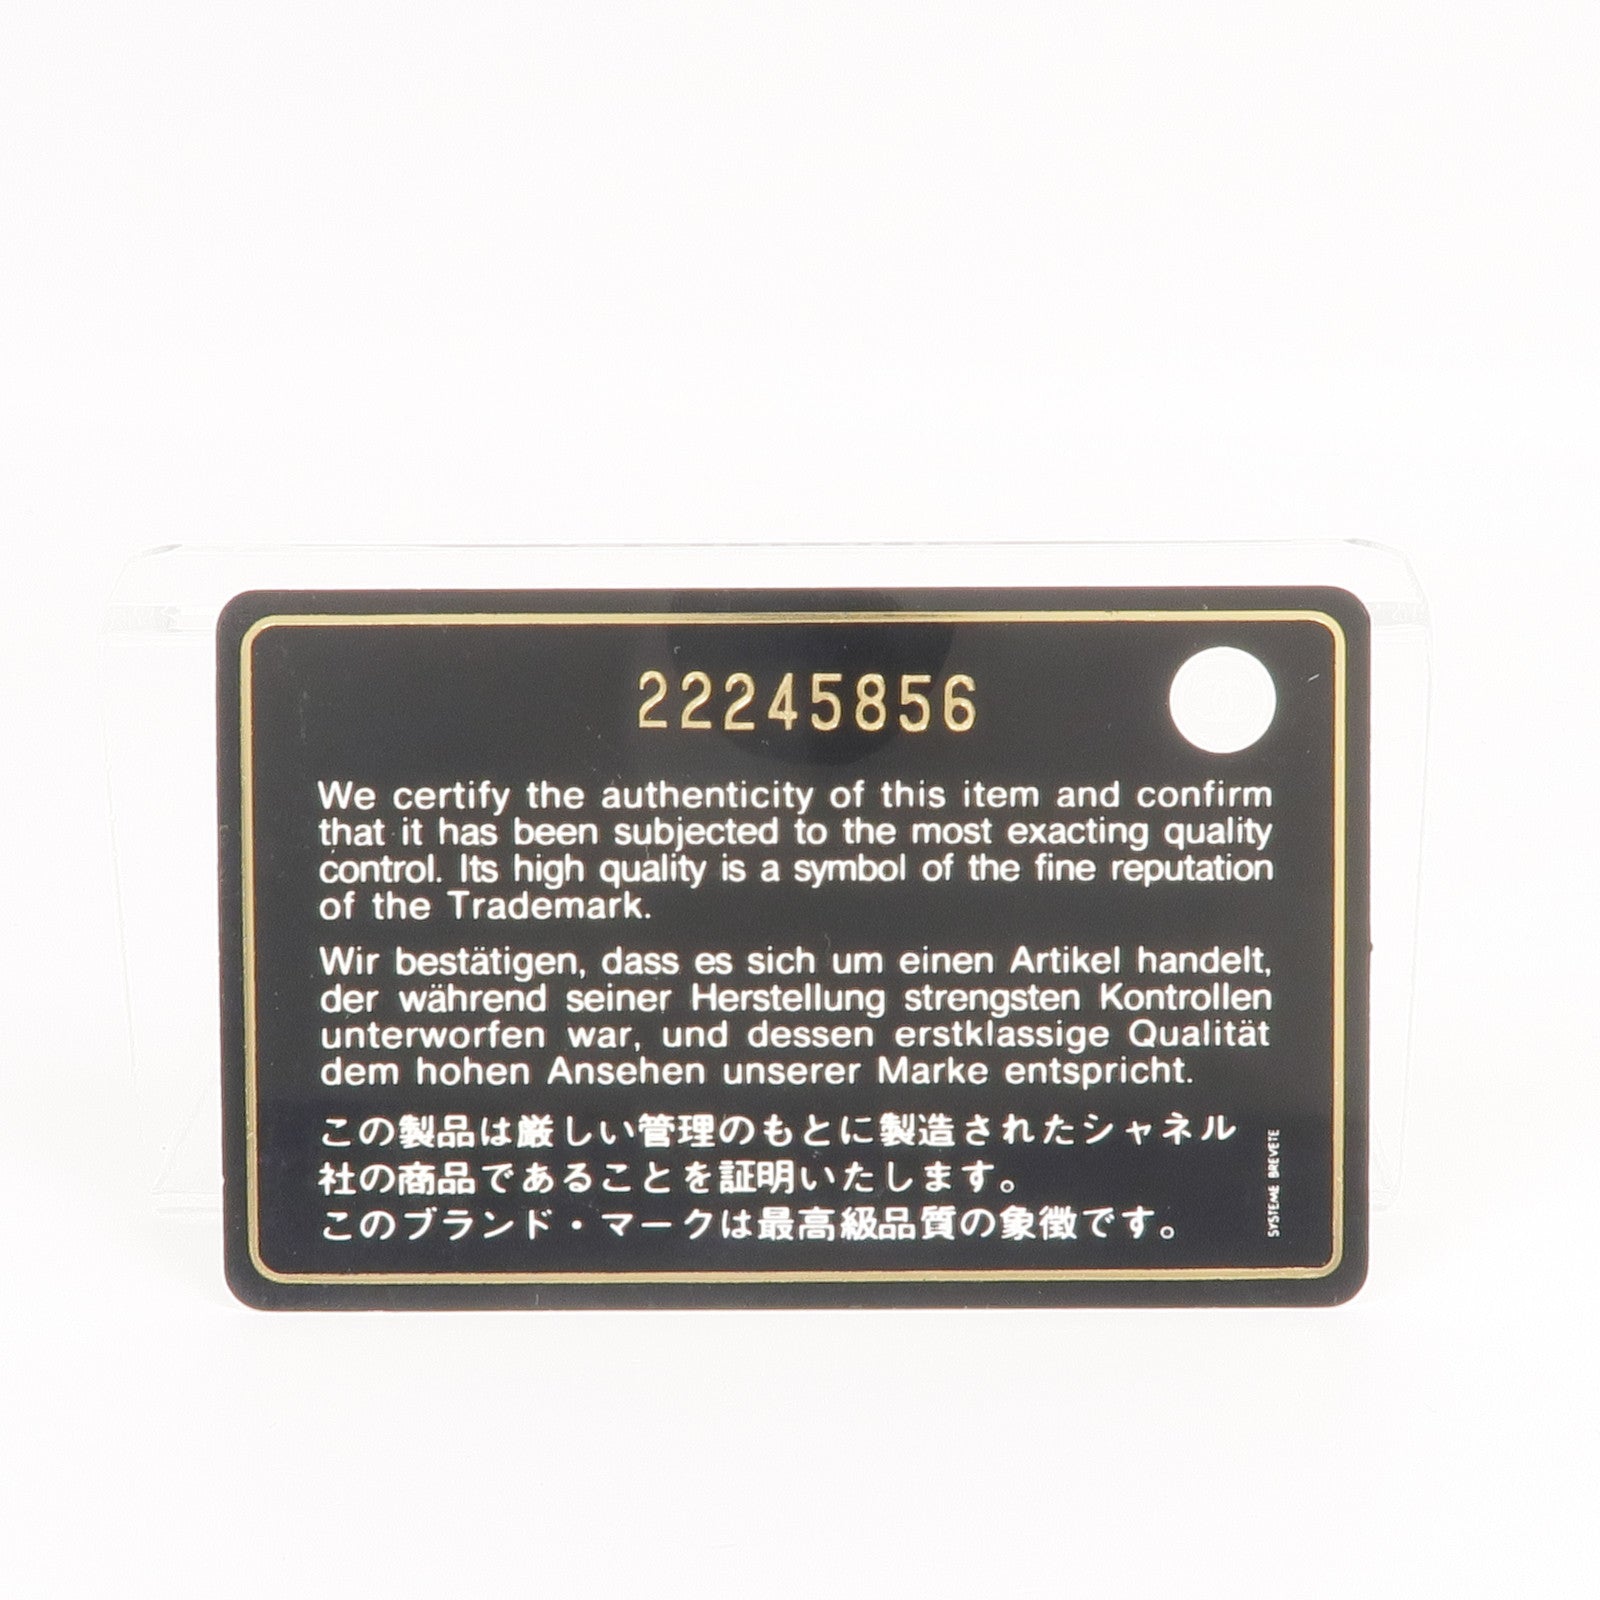 22245856
We certify the authenticity of this item and confirm
that it has been subjected to the most exacting quality
control. Its high quality is a symbol of the fine reputation
of the Trademark.
Wir bestätigen, dass es sich um einen Artikel handelt,
der während seiner Herstellung strengsten Kontrollen
unterworfen war, und dessen erstklassige Qualität
dem hohen Ansehen unserer Marke entspricht.
この製品は厳しい管理のもとに製造されたシャネル
社の商品であることを証明いたします。
このブランド・マークは最高級品質の象徴です。
SYSTEME BREVETE